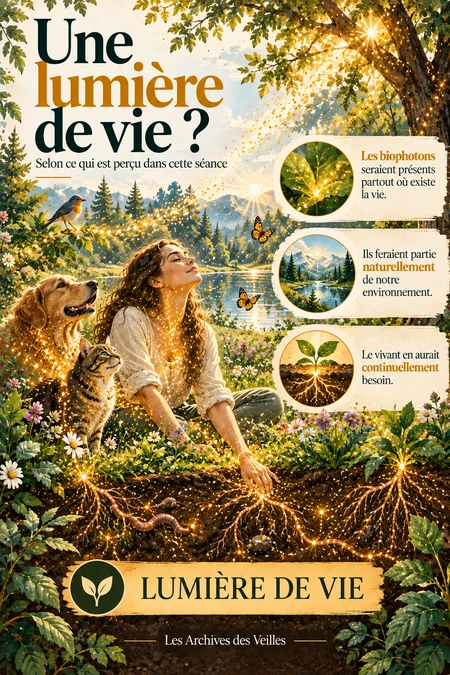 Une
lumière
de vie ?
Selon ce qui est perçu dans cette séance
Les biophotons
seraient présents
partout où existe
la vie.
Ils feraient partie
naturellement
de notre
environnement.
Le vivant en aurait
continuellement
besoin.
LUMIÈRE DE VIE
Les Archives des Veilles